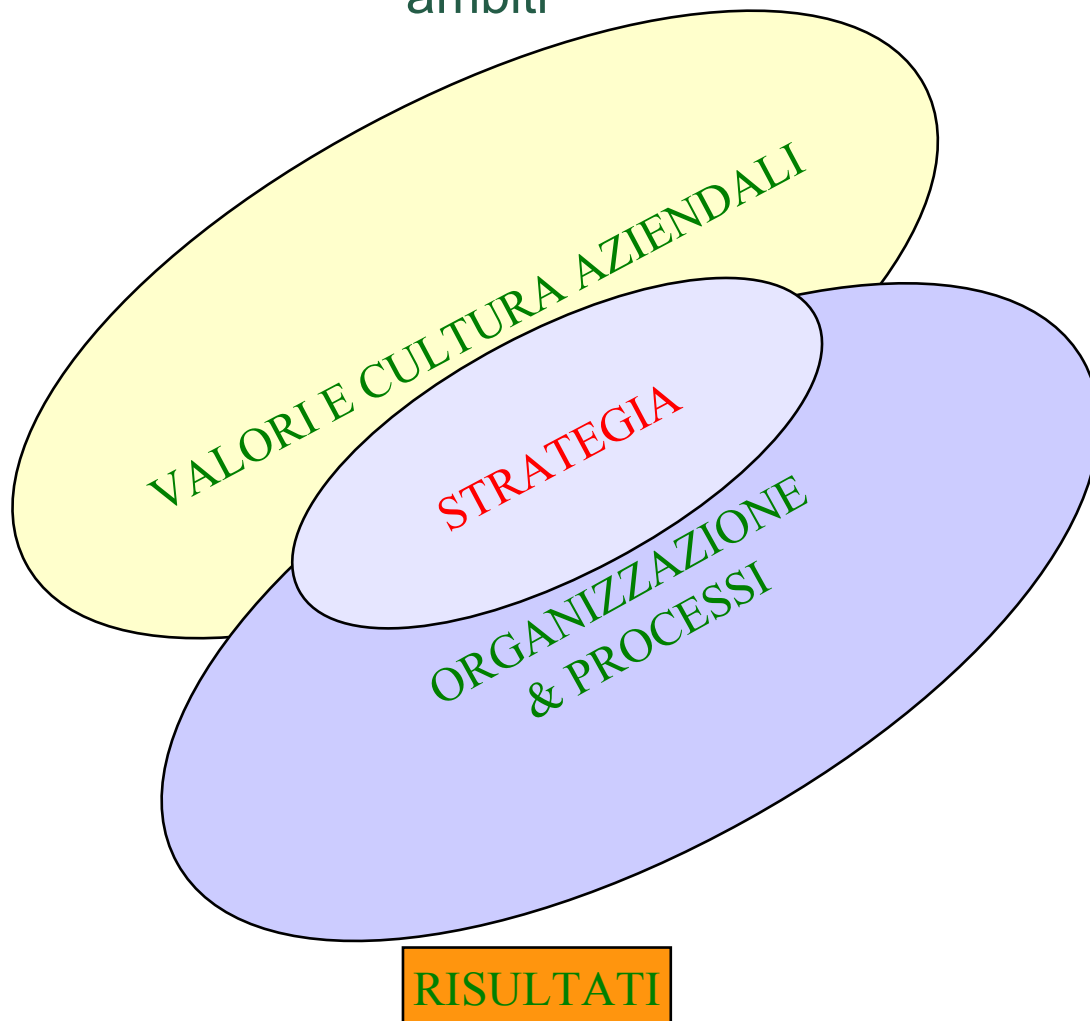 ambiti
VALORI E CULTURA AZIENDALI
STRATEGIA
ORGANIZZAZIONE
& PROCESSI
RISULTATI